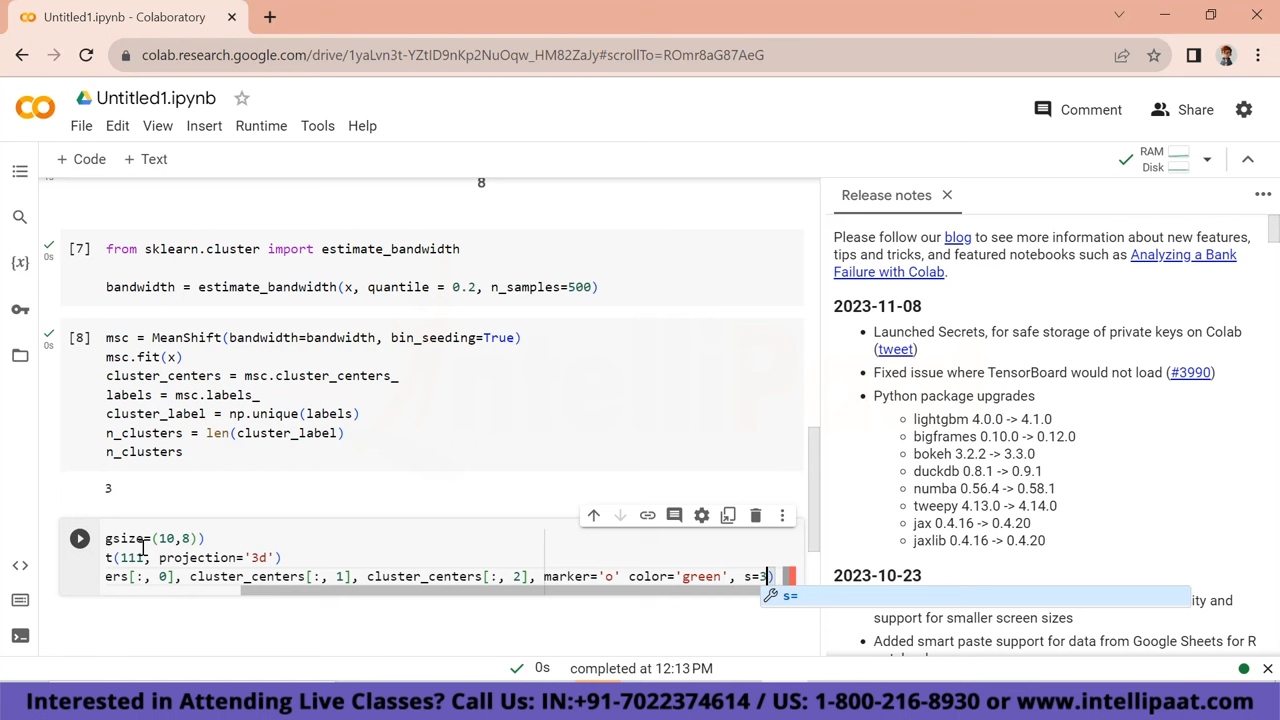 Untitled1.ipynb - Colaboratory
colab.research.google.com/drive/1yaLvn3t-YZtID9nKp2NuOqw_HM82ZaJy#scrollTo=ROmr8aG87AeG
CO Untitled1.ipynb
Comment Share
File Edit View Insert Runtime Tools Help
+ Code + Text
RAM
Disk
8
Release notes
Please follow our blog to see more information about new features,
tips and tricks, and featured notebooks such as Analyzing a Bank
Failure with Colab.
2023-11-08
Launched Secrets, for safe storage of private keys on Colab
(tweet)
Fixed issue where TensorBoard would not load (#3990)
Python package upgrades
lightgbm 4.0.0 -> 4.1.0
bigframes 0.10.0 -> 0.12.0
bokeh 3.2.2 -> 3.3.0
duckdb 0.8.1 -> 0.9.1
numba 0.56.4 -> 0.58.1
tweepy 4.13.0 -> 4.14.0
jax 0.4.16 -> 0.4.20
jaxlib 0.4.16 -> 0.4.20
2023-10-23
ity and
support for smaller screen sizes
Added smart paste support for data from Google Sheets for R
{x}
0s
[7] from sklearn.cluster import estimate_bandwidth
bandwidth = estimate_bandwidth(x, quantile = 0.2, n_samples=500)
0s
[8] msc = MeanShift(bandwidth=bandwidth, bin_seeding=True)
msc.fit(x)
cluster_centers = msc.cluster_centers_
labels = msc.labels_
cluster_label = np.unique(labels)
n_clusters = len(cluster_label)
n_clusters
3
gsize=(10,8))
t(111, projection='3d')
ers[:, 0], cluster_centers[:, 1], cluster_centers[:, 2], marker='o' color='green', s=3)
s=
0s completed at 12:13 PM
Interested in Attending Live Classes? Call Us: IN:+91-7022374614 / US: 1-800-216-8930 or www.intellipaat.com